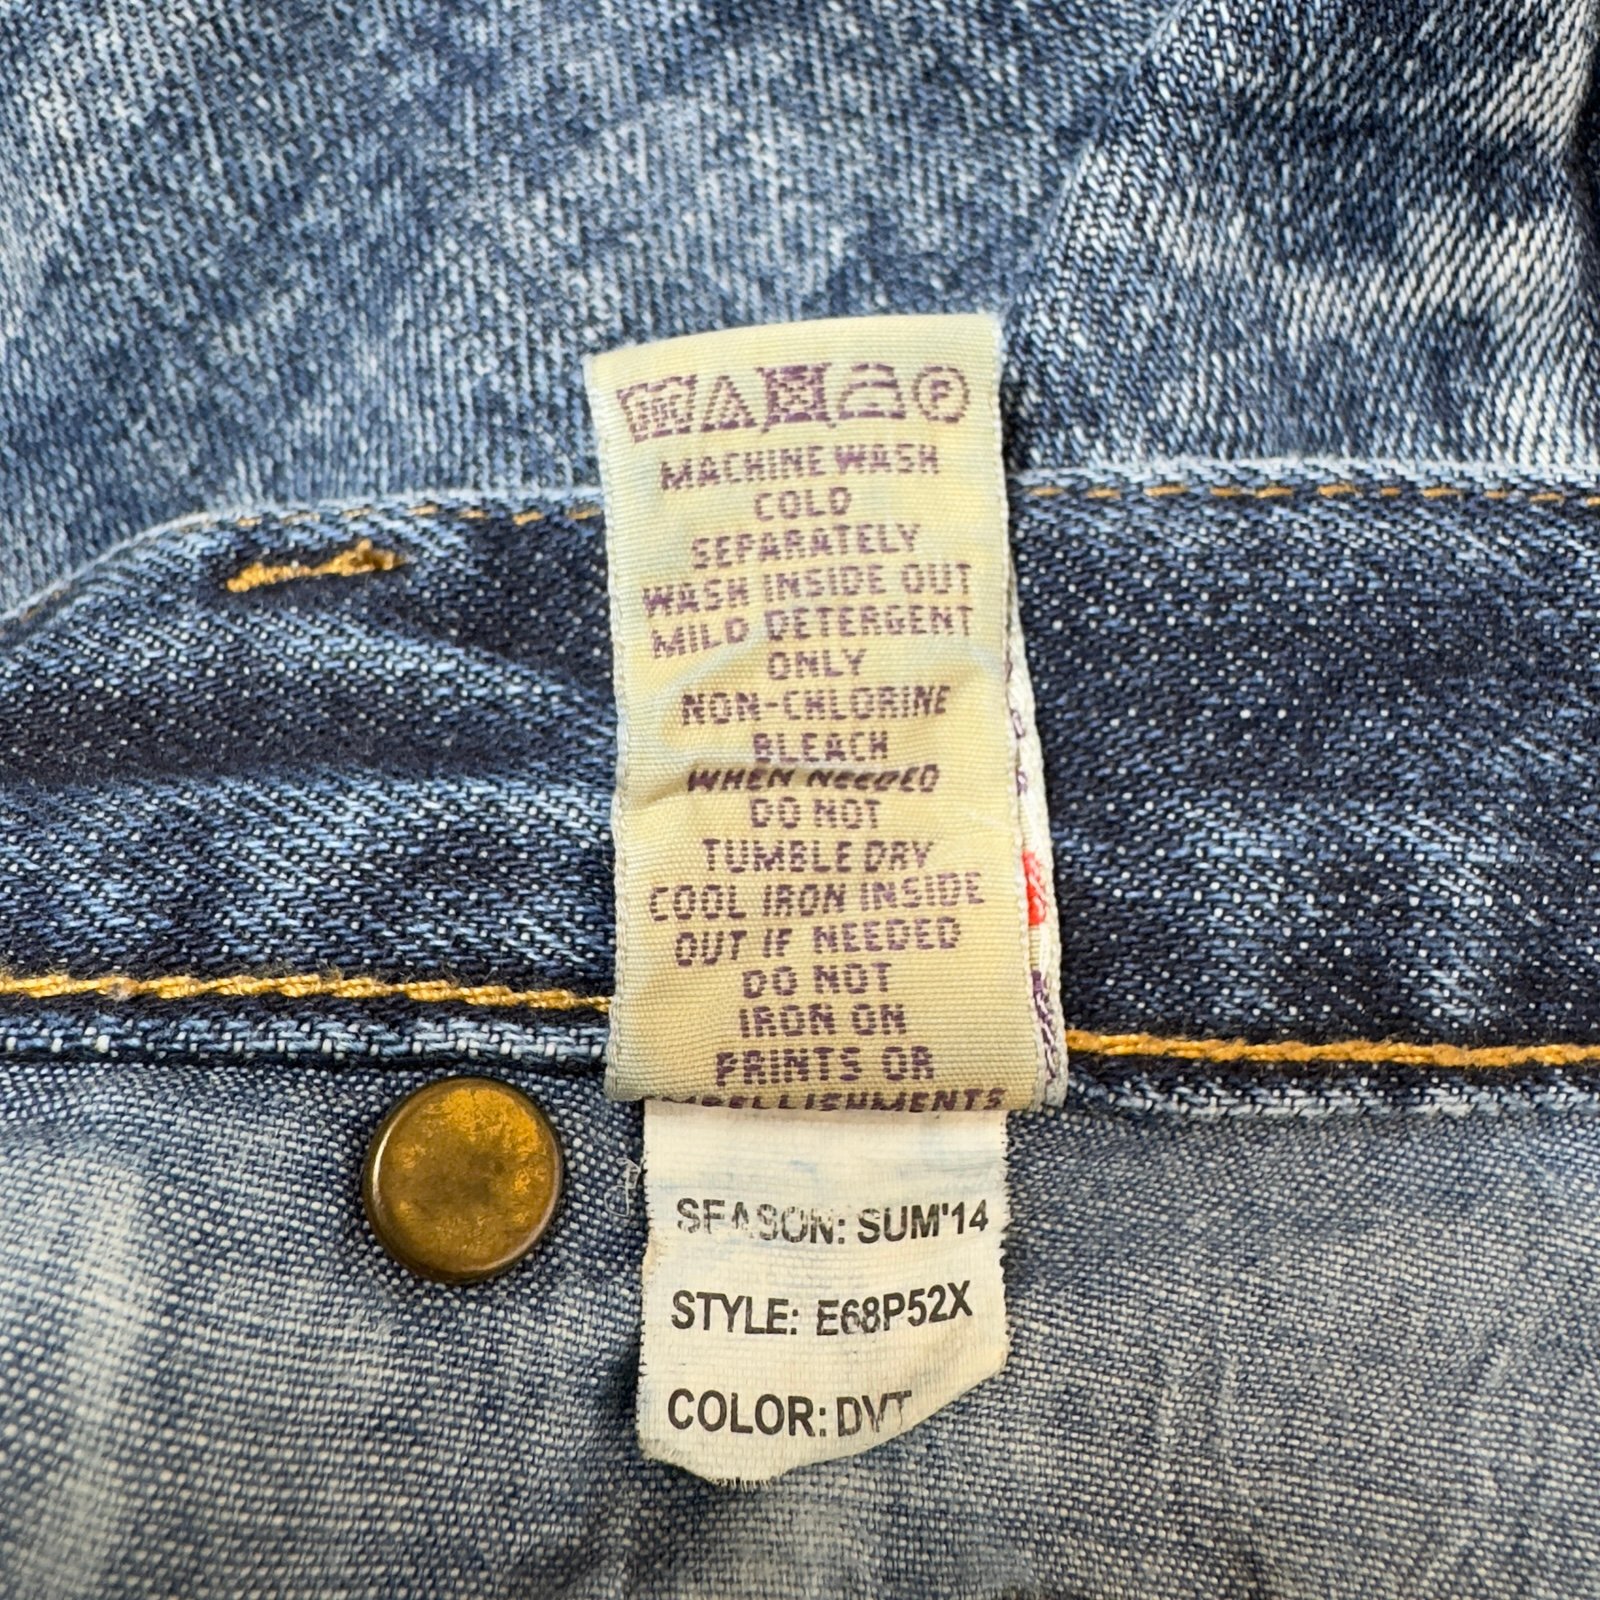 P
MACHINE WASH
COLD
SEPARATELY
WASH INSIDE OUT
MILD DETERGENT
ONLY
NON-CHLORINE
BLEACH
WHEN NEEDED
DO NOT
TUMBLE DRY
COOL IRON INSIDE
OUT IF NEEDED
DO NOT
IRON ON
PRINTS OR
EMBELLISHMENTS
SEASON: SUM'14
STYLE: E68P52X
COLOR: DVT